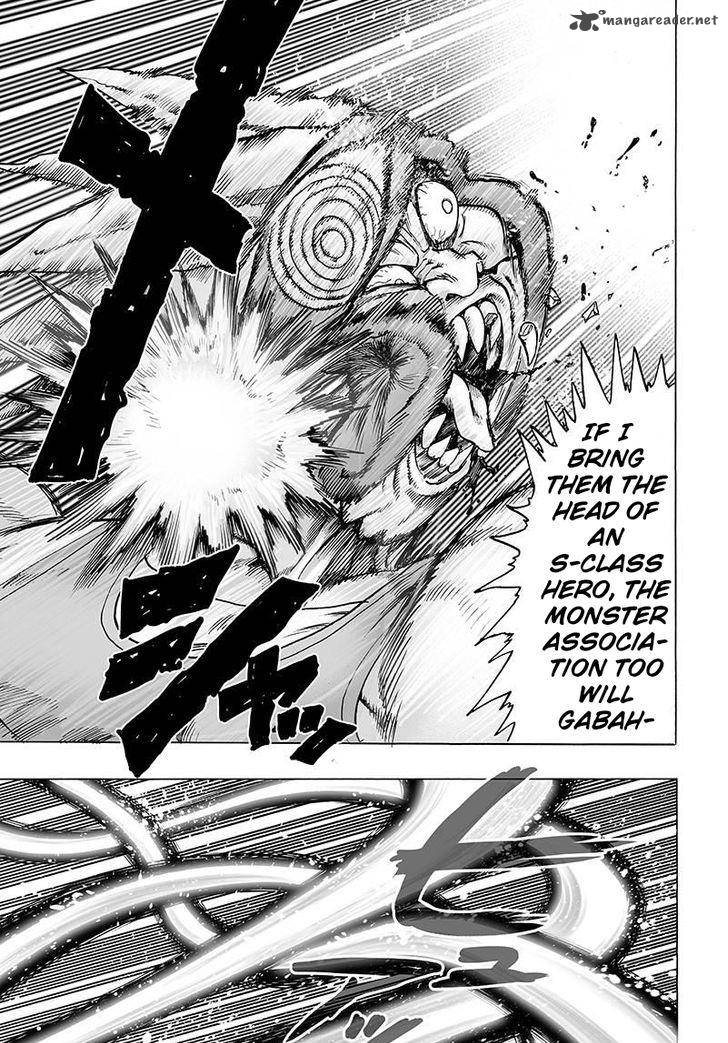 mangareader.net
IF I
BRING
THEM THE
HEAD OF
AN
S-CLASS
HERO, THE
MONSTER
ASSOCIA-
TION TOO
WILL
GABAH-
シャッ
ヒュ